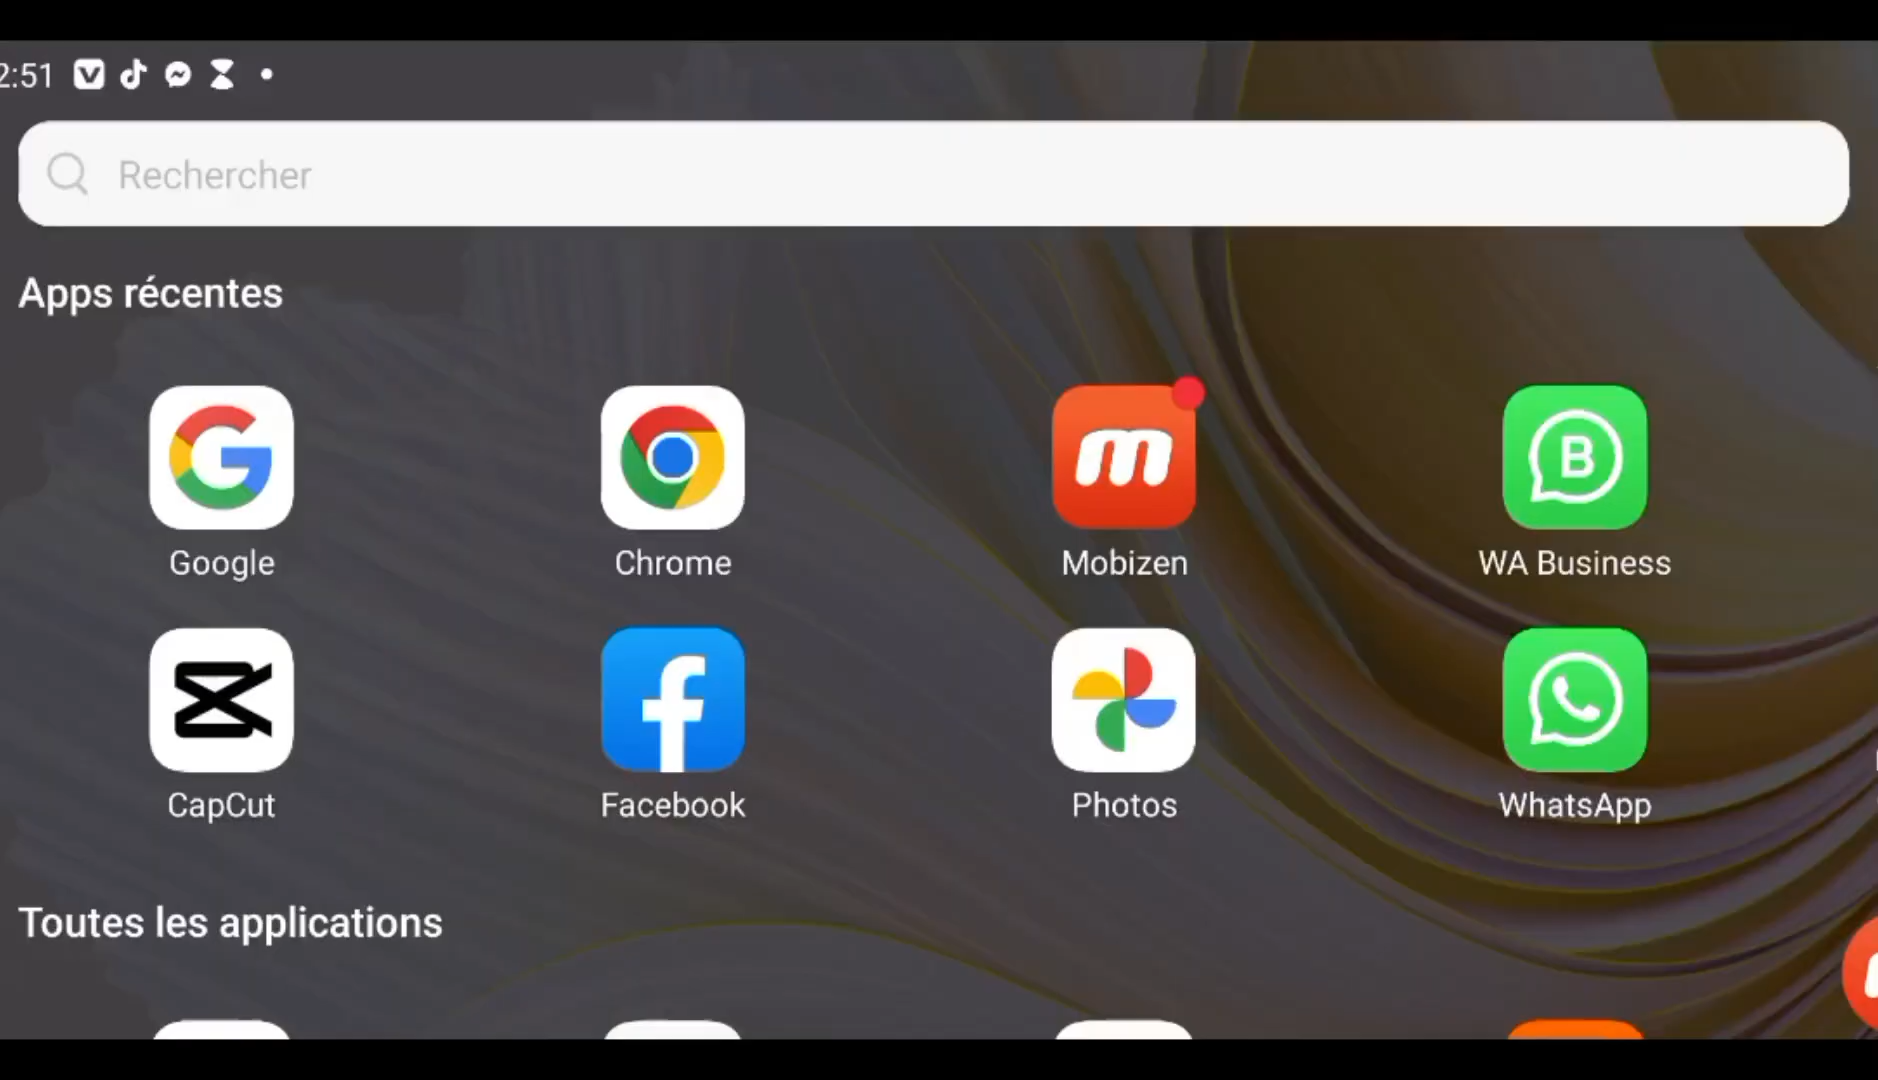 2:51
Rechercher
Apps récentes
Google
Chrome
Mobizen
WA Business
CapCut
Facebook
Photos
WhatsApp
Toutes les applications